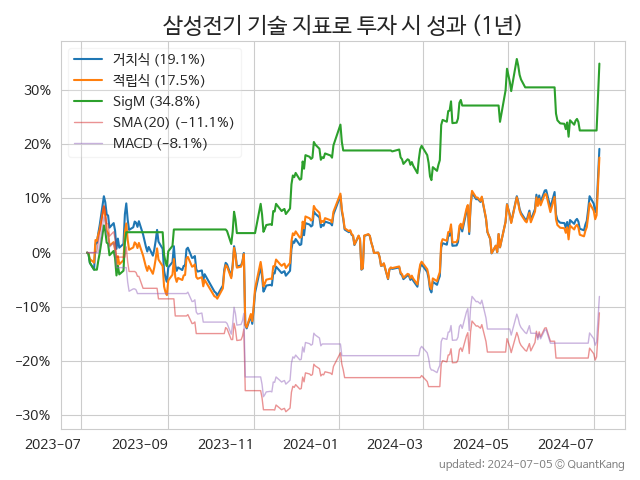 삼성전기 기술 지표로 투자 시 성과 (1년)
거치식 (19.1%)
적립식 (17.5%)
SigM (34.8%)
SMA(20) (−11.1%)
MACD (−8.1%)
30%
20%
10%
0%
−10%
−20%
−30%
2023-07 2023-09 2023-11 2024-01 2024-03 2024-05 2024-07
updated: 2024-07-05 © QuantKang